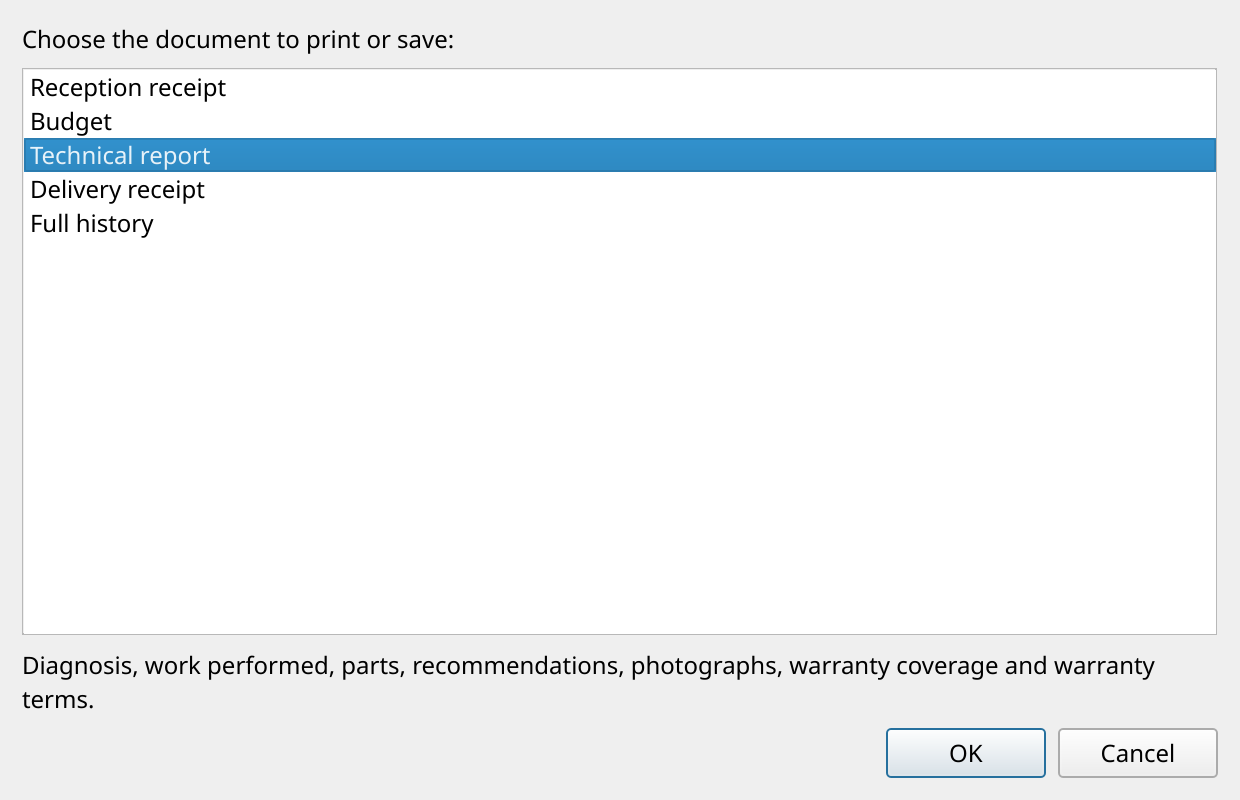 Choose the document to print or save:
Reception receipt
Budget
Technical report
Delivery receipt
Full history
Diagnosis, work performed, parts, recommendations, photographs, warranty coverage and warranty
terms.
OK
Cancel